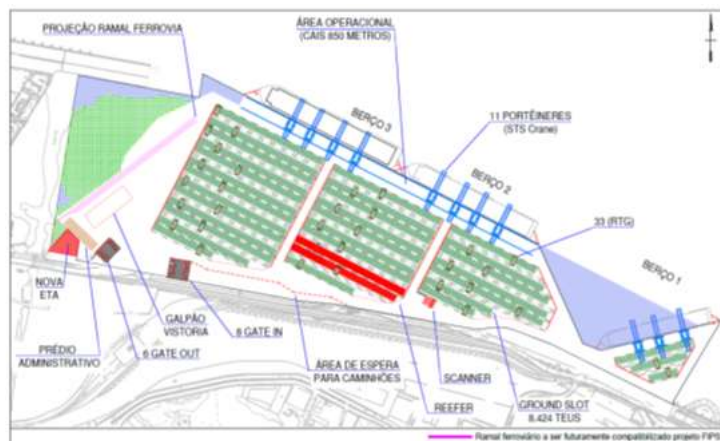 PROJEÇÃO RAMAL FERROVIA
ÁREA OPERACIONAL
(CAIS 850 METROS)
BERÇO 3
11 PORTÊINERES
(STS Crane)
BERÇO 2
33 (RTG)
BERÇO 1
NOVA
ETA
PRÉDIO
ADMINISTRATIVO
6 GATE OUT
GALPÃO
VISTORIA
8 GATE IN
ÁREA DE ESPERA
PARA CAMINHÕES
REEFER
SCANNER
GROUND SLOT
8.424 TEUS
Ramal ferroviário a ser futuramente compatibilizado projeto FIPS